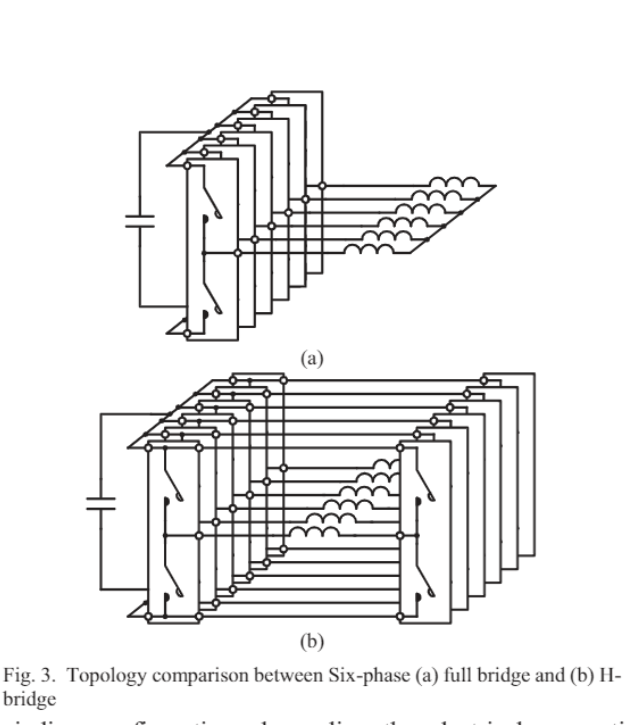 (a)
(b)
Fig. 3. Topology comparison between Six-phase (a) full bridge and (b) H-
bridge